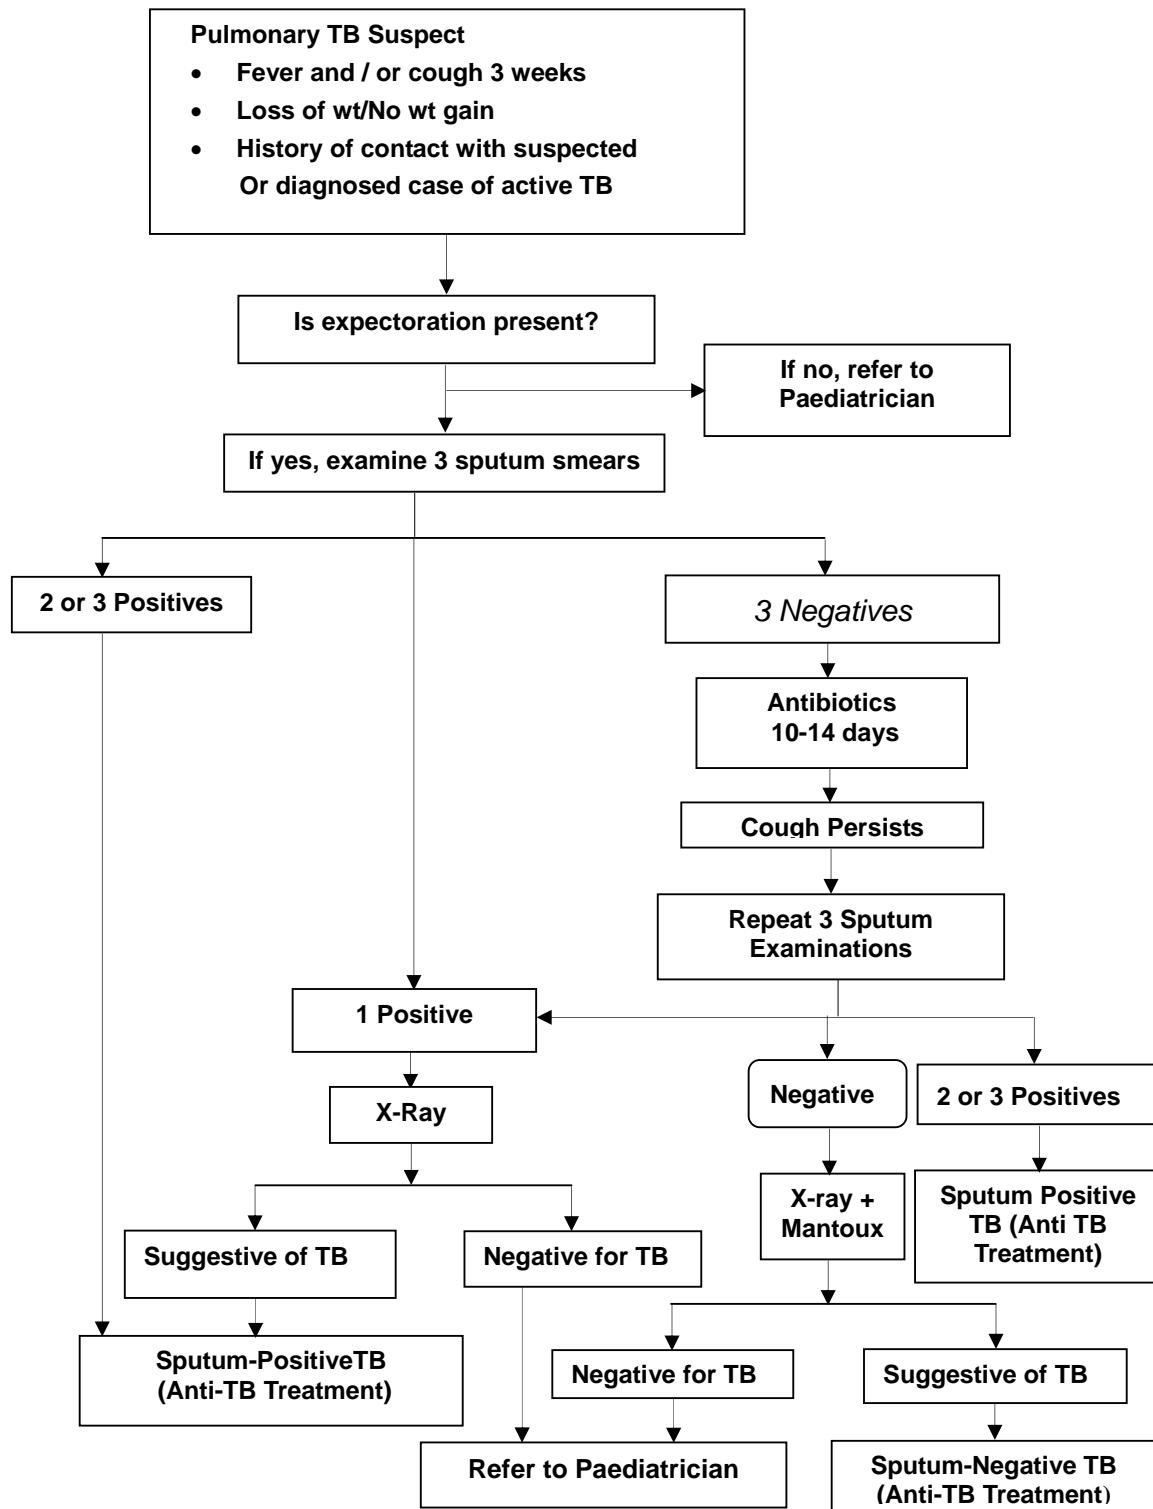 Pulmonary TB Suspect
• Fever and / or cough 3 weeks
• Loss of wt/No wt gain
• History of contact with suspected
Or diagnosed case of active TB
Is expectoration present?
If no, refer to
Paediatrician
If yes, examine 3 sputum smears
2 or 3 Positives
3 Negatives
Antibiotics
10-14 days
Cough Persists
Repeat 3 Sputum
Examinations
1 Positive
Negative
2 or 3 Positives
X-Ray
X-ray +
Mantoux
Sputum Positive
TB (Anti TB
Treatment)
Suggestive of TB
Negative for TB
Sputum-PositiveTB
(Anti-TB Treatment)
Negative for TB
Suggestive of TB
Refer to Paediatrician
Sputum-Negative TB
(Anti-TB Treatment)